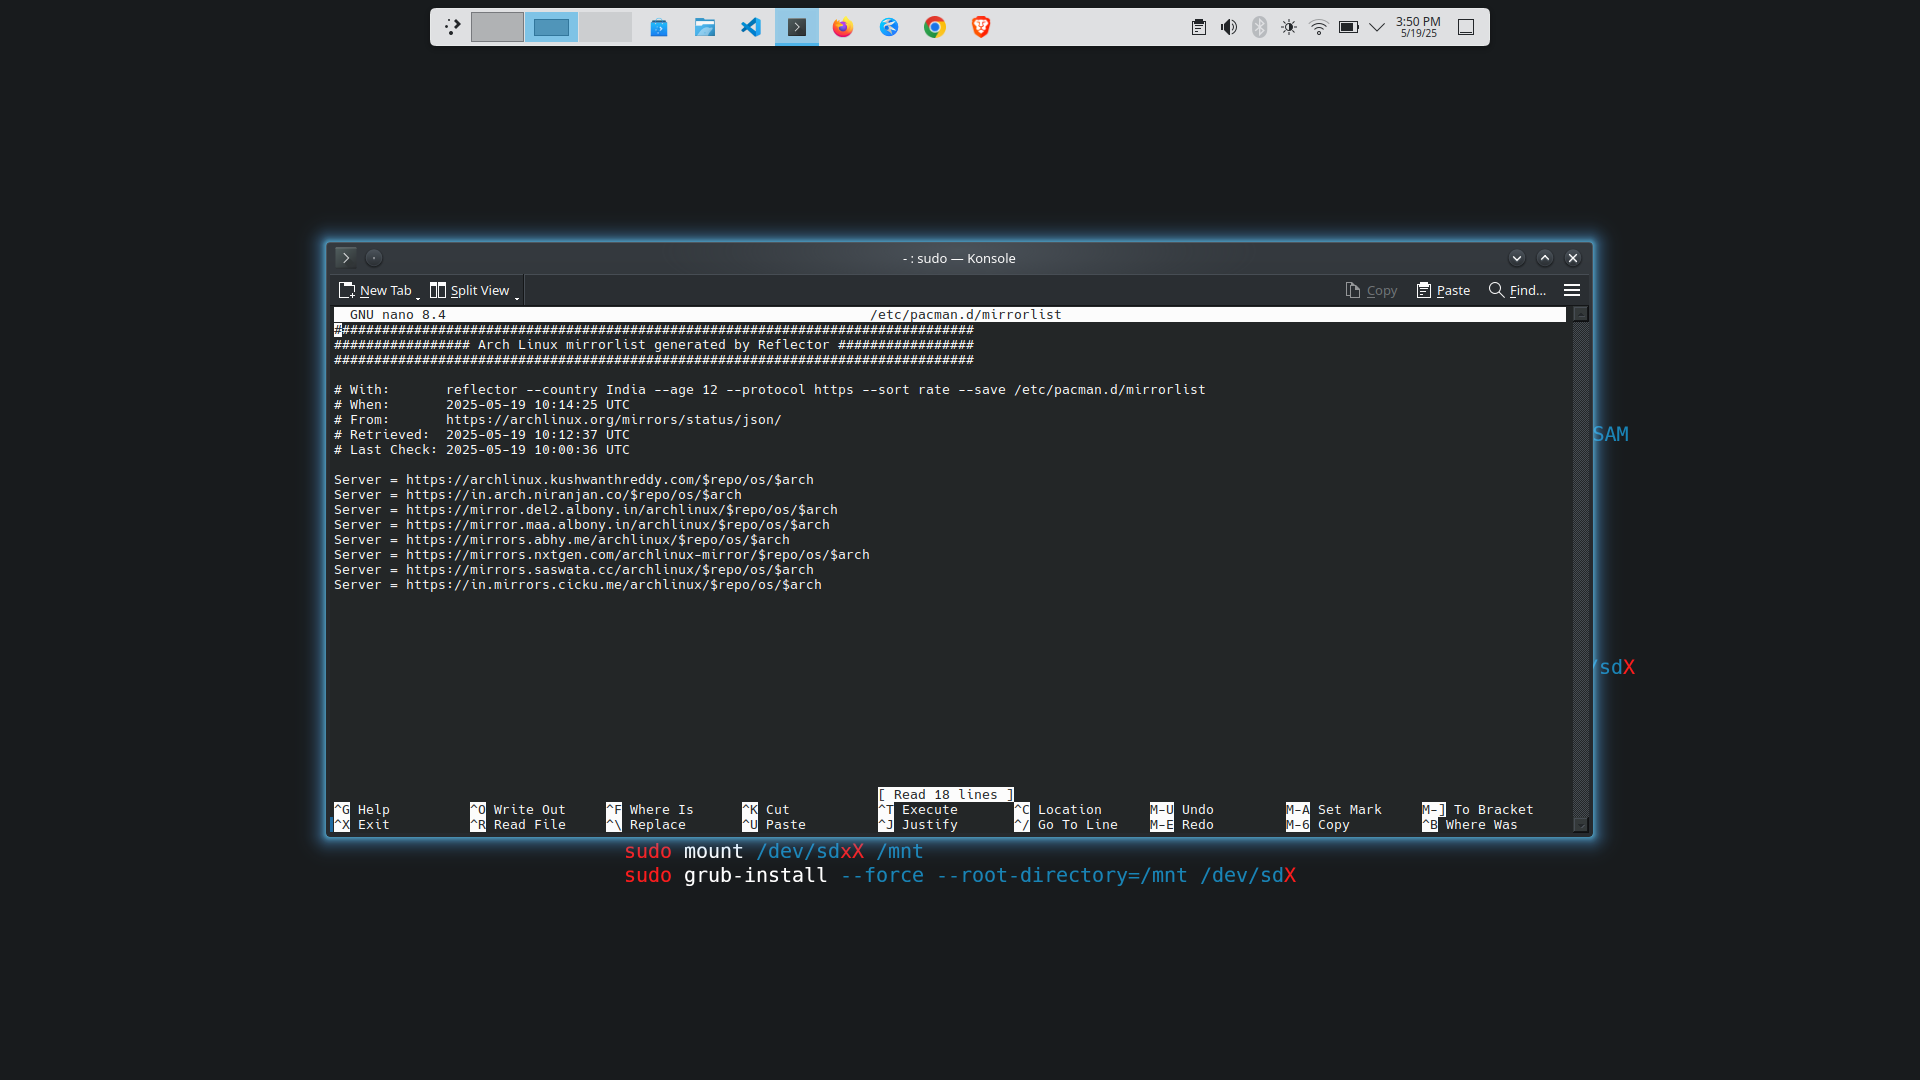 3:50 PM
5/19/25
- : sudo — Konsole
New Tab
Split View
Copy
Paste
Find...
GNU nano 8.4 /etc/pacman.d/mirrorlist
################################################################################
################# Arch Linux mirrorlist generated by Reflector #################
################################################################################
# With:       reflector --country India --age 12 --protocol https --sort rate --save /etc/pacman.d/mirrorlist
# When:       2025-05-19 10:14:25 UTC
# From:       https://archlinux.org/mirrors/status/json/
# Retrieved:  2025-05-19 10:12:37 UTC
# Last Check: 2025-05-19 10:00:36 UTC
Server = https://archlinux.kushwanthreddy.com/$repo/os/$arch
Server = https://in.arch.niranjan.co/$repo/os/$arch
Server = https://mirror.del2.albony.in/archlinux/$repo/os/$arch
Server = https://mirror.maa.albony.in/archlinux/$repo/os/$arch
Server = https://mirrors.abhy.me/archlinux/$repo/os/$arch
Server = https://mirrors.nxtgen.com/archlinux-mirror/$repo/os/$arch
Server = https://mirrors.saswata.cc/archlinux/$repo/os/$arch
Server = https://in.mirrors.cicku.me/archlinux/$repo/os/$arch
SAM
/sdX
[ Read 18 lines ]
^G Help ^O Write Out ^F Where Is ^K Cut ^T Execute ^C Location M-U Undo M-A Set Mark M-] To Bracket
^X Exit ^R Read File ^\ Replace ^U Paste ^J Justify ^/ Go To Line M-E Redo M-6 Copy ^B Where Was
sudo mount /dev/sdxX /mnt
sudo grub-install --force --root-directory=/mnt /dev/sdX